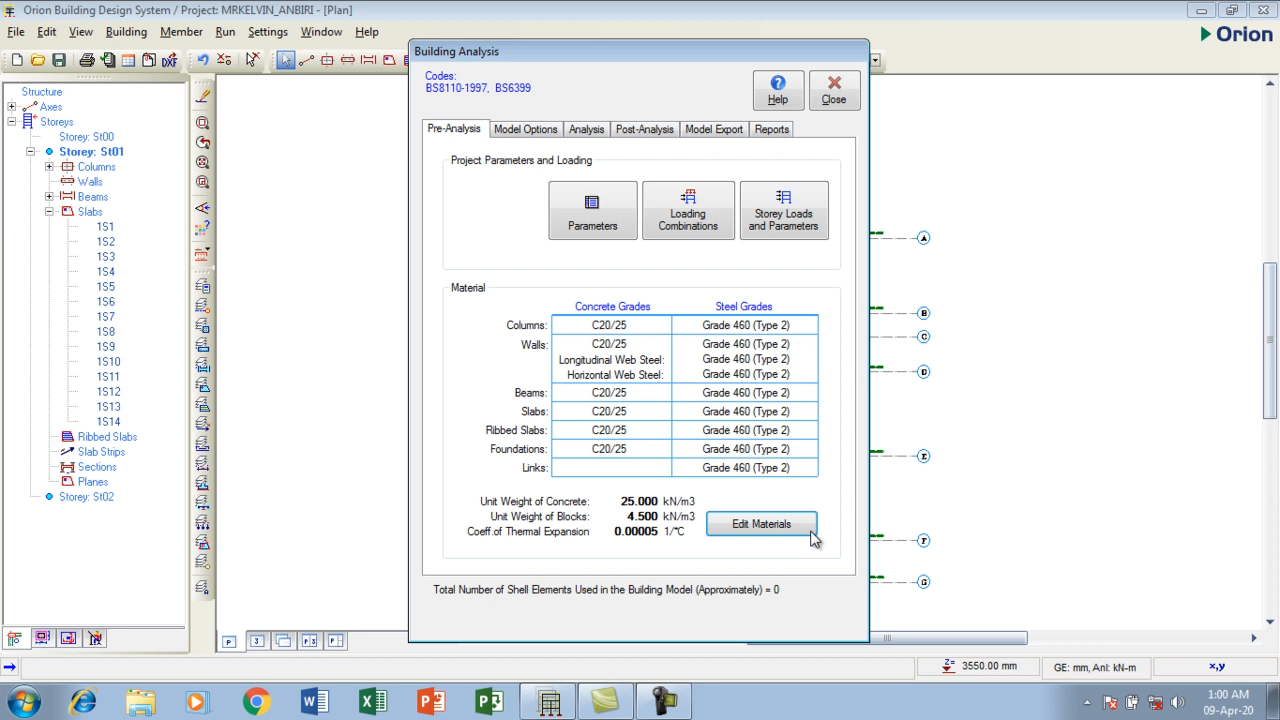 Orion Building Design System / Project: MRKELVIN_ANBIRI - [Plan]
File Edit View Building Member Run Settings Window Help
Orion
DXF
Structure
Axes
Storeys
Storey: St00
Storey: St01
Columns
Walls
Beams
Slabs
1S1
1S2
1S3
1S4
1S5
1S6
1S7
1S8
1S9
1S10
1S11
1S12
1S13
1S14
Ribbed Slabs
Slab Strips
Sections
Planes
Storey: St02
Building Analysis
Codes:
BS8110-1997, BS6399
Help
Close
Pre-Analysis Model Options Analysis Post-Analysis Model Export Reports
Project Parameters and Loading
Parameters
Loading
Combinations
Storey Loads
and Parameters
Material
Concrete Grades Steel Grades
Columns: C20/25 Grade 460 (Type 2)
Walls: C20/25 Grade 460 (Type 2)
Longitudinal Web Steel: Grade 460 (Type 2)
Horizontal Web Steel: Grade 460 (Type 2)
Beams: C20/25 Grade 460 (Type 2)
Slabs: C20/25 Grade 460 (Type 2)
Ribbed Slabs: C20/25 Grade 460 (Type 2)
Foundations: C20/25 Grade 460 (Type 2)
Links: Grade 460 (Type 2)
Unit Weight of Concrete: 25.000 kN/m3
Unit Weight of Blocks: 4.500 kN/m3
Coeff.of Thermal Expansion 0.00005 1/°C
Edit Materials
Total Number of Shell Elements Used in the Building Model (Approximately) = 0
A
B
C
D
E
F
G
P 3 P3 PF
Z= 3550.00 mm
GE: mm, Anl: kN-m
x,y
1:00 AM
09-Apr-20